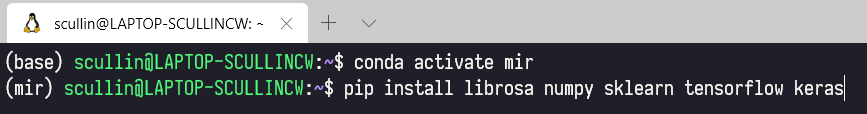 scullin@LAPTOP-SCULLINCW: ~
(base) scullin@LAPTOP-SCULLINCW:~$ conda activate mir
(mir) scullin@LAPTOP-SCULLINCW:~$ pip install librosa numpy sklearn tensorflow keras